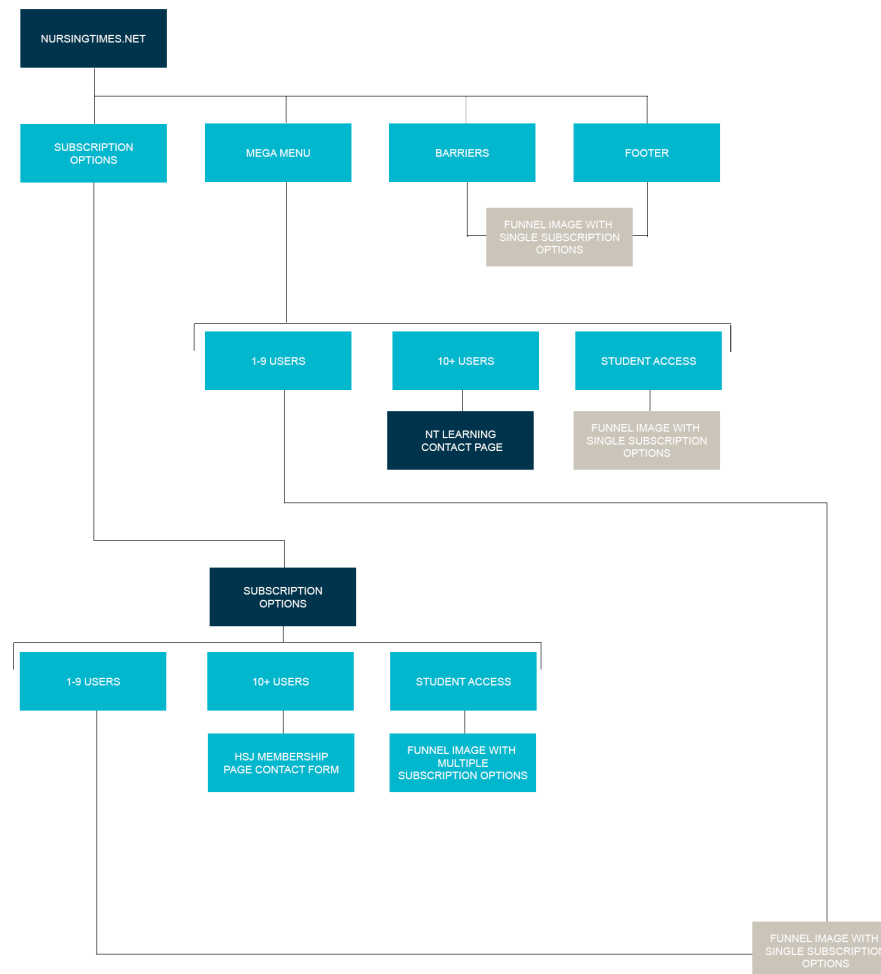 NURSINGTIMES.NET
SUBSCRIPTION
OPTIONS
MEGA MENU
BARRIERS
FOOTER
FUNNEL IMAGE WITH
SINGLE SUBSCRIPTION
OPTIONS
1-9 USERS
10+ USERS
STUDENT ACCESS
NT LEARNING
CONTACT PAGE
FUNNEL IMAGE WITH
SINGLE SUBSCRIPTION
OPTIONS
SUBSCRIPTION
OPTIONS
1-9 USERS
10+ USERS
STUDENT ACCESS
HSJ MEMBERSHIP
PAGE CONTACT FORM
FUNNEL IMAGE WITH
MULTIPLE
SUBSCRIPTION OPTIONS
FUNNEL IMAGE WITH
SINGLE SUBSCRIPTION
OPTIONS